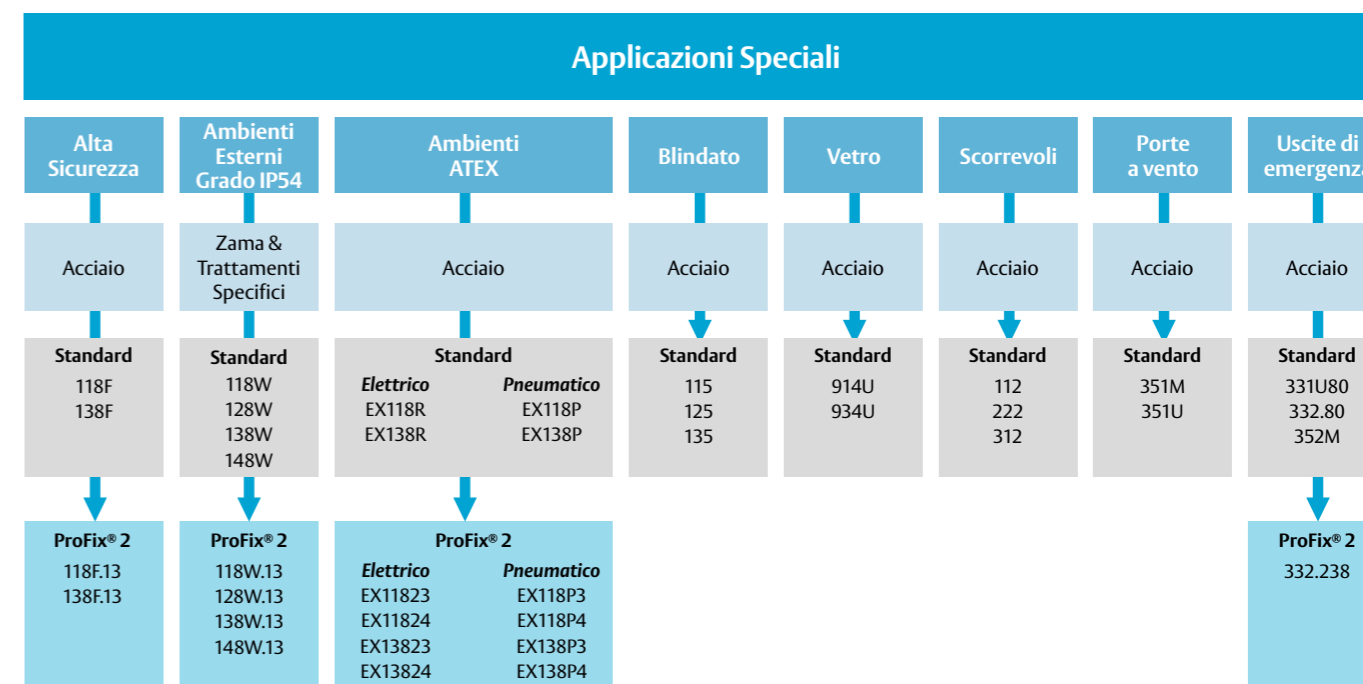 Applicazioni Speciali
Alta
Sicurezza
Ambienti
Esterni
Grado IP54
Ambienti
ATEX
Blindato
Vetro
Scorrevoli
Porte
a vento
Uscite di
emergenza
Acciaio
Zama &
Trattamenti
Specifici
Acciaio
Acciaio
Acciaio
Acciaio
Acciaio
Acciaio
Standard
118F
138F
Standard
118W
128W
138W
148W
Standard
Elettrico Pneumatico
EX118R EX118P
EX138R EX138P
Standard
115
125
135
Standard
914U
934U
Standard
112
222
312
Standard
351M
351U
Standard
331U80
332.80
352M
ProFix® 2
118F.13
138F.13
ProFix® 2
118W.13
128W.13
138W.13
148W.13
ProFix® 2
Elettrico Pneumatico
EX11823 EX118P3
EX11824 EX118P4
EX13823 EX138P3
EX13824 EX138P4
ProFix® 2
332.238